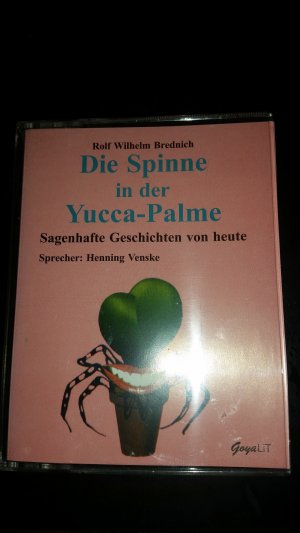 Rolf Wilhelm Brednich
Die Spinne
in der
Yucca-Palme
Sagenhafte Geschichten von heute
Sprecher: Henning Venske
GoyaLiT